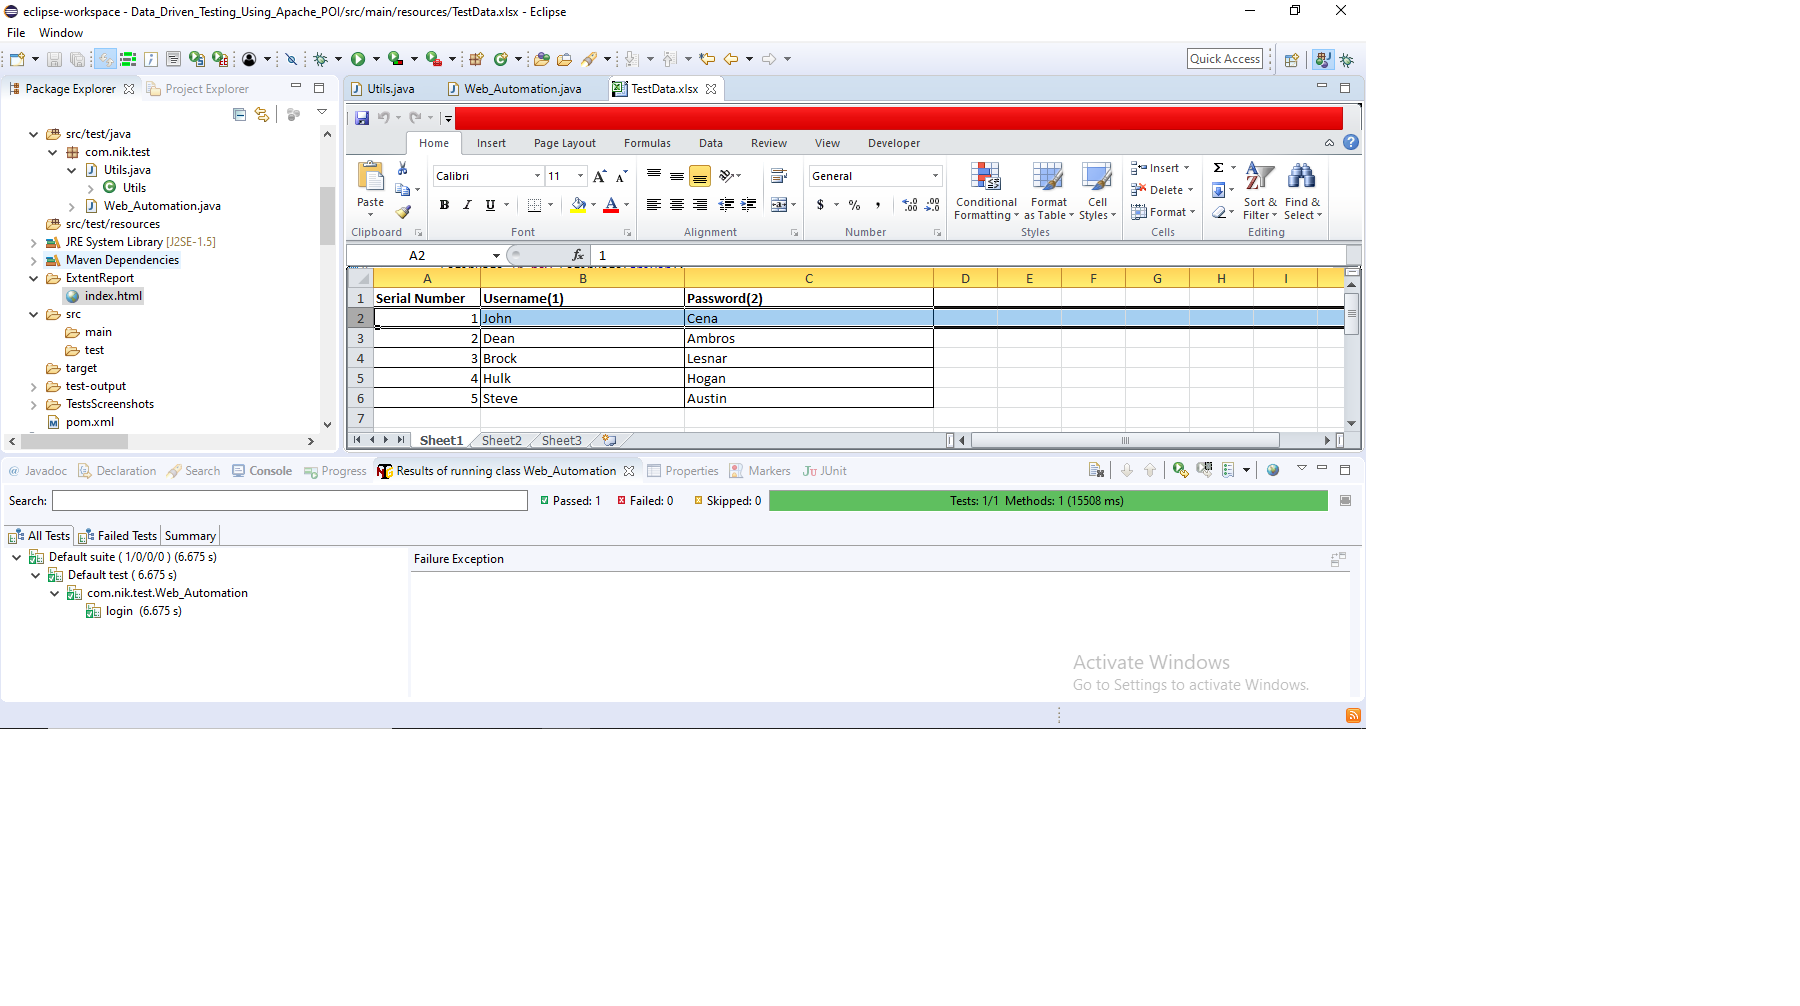 eclipse-workspace - Data_Driven_Testing_Using_Apache_POI/src/main/resources/TestData.xlsx - Eclipse
File Window
Quick Access
Package Explorer Project Explorer
Utils.java Web_Automation.java TestData.xlsx
src/test/java
com.nik.test
Utils.java
Utils
Web_Automation.java
src/test/resources
JRE System Library [J2SE-1.5]
Maven Dependencies
ExtentReport
index.html
src
main
test
target
test-output
TestsScreenshots
pom.xml
Home Insert Page Layout Formulas Data Review View Developer
Paste
Clipboard
Calibri 11
B I U
Font
Alignment
General
$ % ,
Number
Conditional Formatting
Format as Table
Cell Styles
Styles
Insert
Delete
Format
Cells
Σ
Sort & Filter
Find & Select
Editing
A2 fx 1
A B C D E F G H I
1 Serial Number Username(1) Password(2)
2 1 John Cena
3 2 Dean Ambros
4 3 Brock Lesnar
5 4 Hulk Hogan
6 5 Steve Austin
7
Sheet1 Sheet2 Sheet3
@ Javadoc Declaration Search Console Progress Results of running class Web_Automation Properties Markers JUnit
Search: Passed: 1 Failed: 0 Skipped: 0 Tests: 1/1 Methods: 1 (15508 ms)
All Tests Failed Tests Summary
Default suite ( 1/0/0/0 ) (6.675 s)
Default test ( 6.675 s)
com.nik.test.Web_Automation
login (6.675 s)
Failure Exception
Activate Windows
Go to Settings to activate Windows.